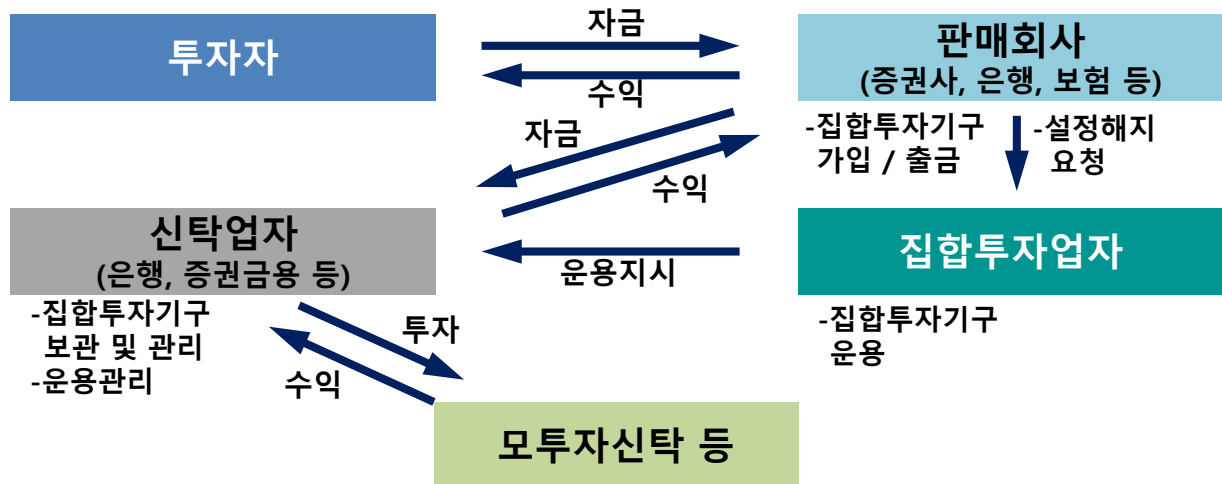 투자자
자금
수익
판매회사
(증권사, 은행, 보험 등)
자금
수익
-집합투자기구
가입 / 출금
-설정해지
요청
신탁업자
(은행, 증권금용 등)
운용지시
집합투자업자
-집합투자기구
보관 및 관리
-운용관리
투자
수익
-집합투자기구
운용
모투자신탁 등